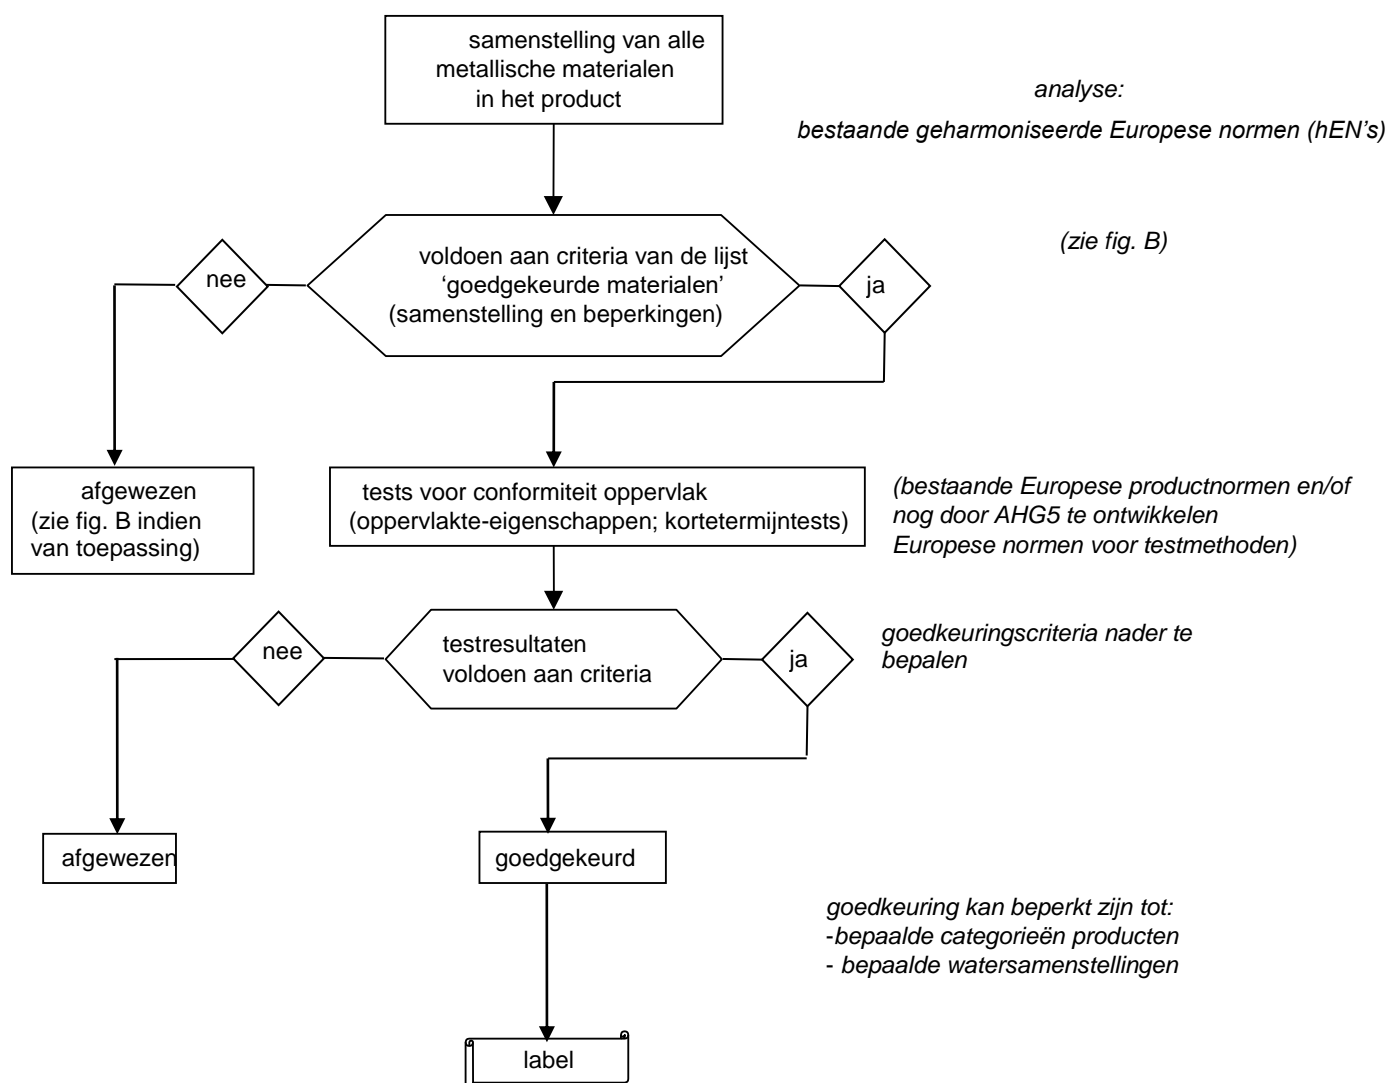 samenstelling van alle
metallische materialen
in het product
analyse:
bestaande geharmoniseerde Europese normen (hEN’s)
nee
voldoen aan criteria van de lijst
‘goedgekeurde materialen’
(samenstelling en beperkingen)
ja
(zie fig. B)
afgewezen
(zie fig. B indien
van toepassing)
tests voor conformiteit oppervlak
(oppervlakte-eigenschappen; kortetermijntests)
(bestaande Europese productnormen en/of
nog door AHG5 te ontwikkelen
Europese normen voor testmethoden)
nee
testresultaten
voldoen aan criteria
ja
goedkeuringscriteria nader te
bepalen
afgewezen
goedgekeurd
goedkeuring kan beperkt zijn tot:
-bepaalde categorieën producten
- bepaalde watersamenstellingen
label